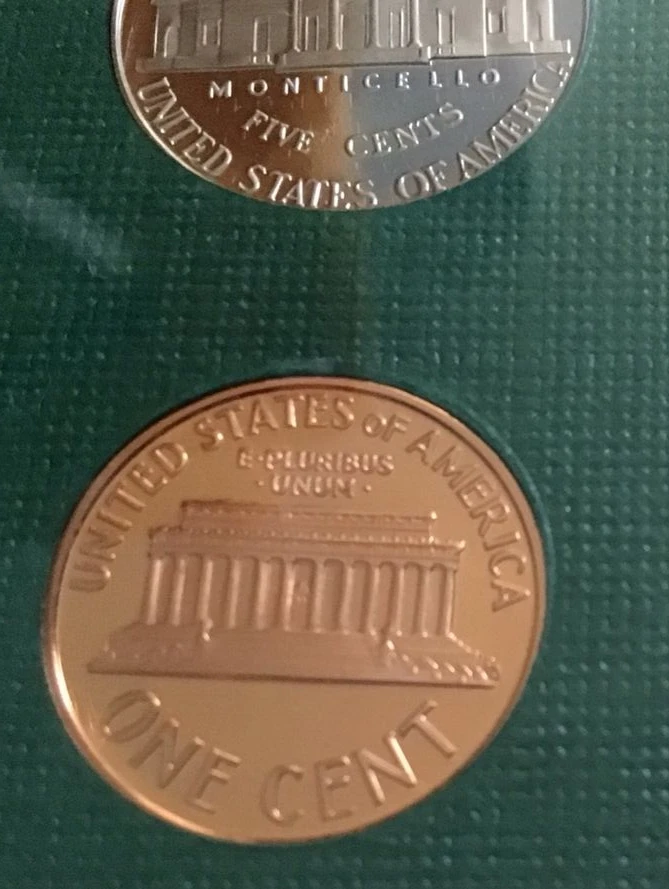 MONTICELLO
FIVE CENTS
UNITED STATES OF AMERICA
UNITED STATES OF AMERICA
E·PLURIBUS
·UNUM·
ONE CENT